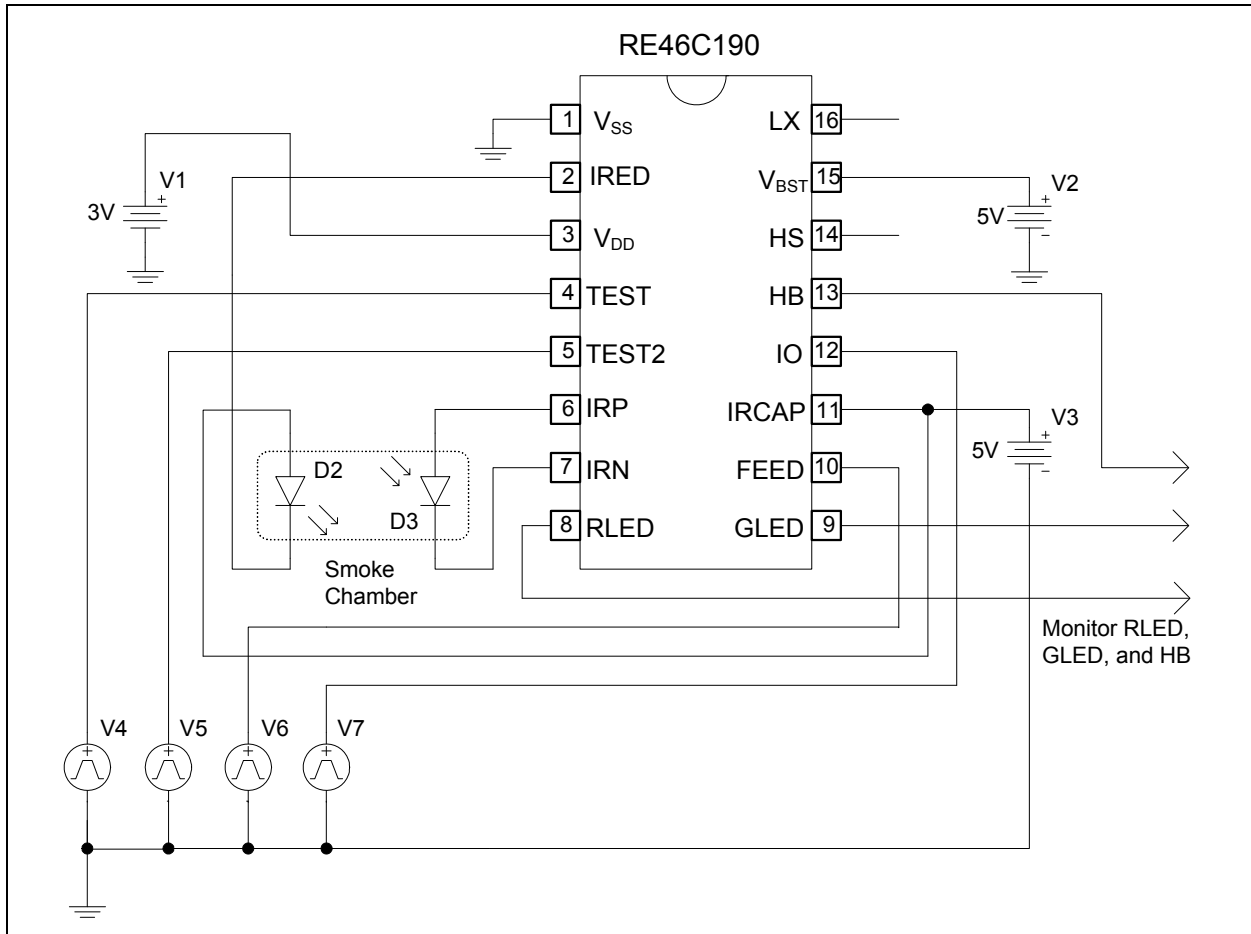 RE46C190
1 VSS LX 16
V1
3V
2 IRED VBST 15
V2
5V
3 VDD HS 14
4 TEST HB 13
5 TEST2 IO 12
6 IRP IRCAP 11
V3
5V
7 IRN FEED 10
D2
D3
8 RLED GLED 9
Smoke
Chamber
Monitor RLED,
GLED, and HB
V4 V5 V6 V7